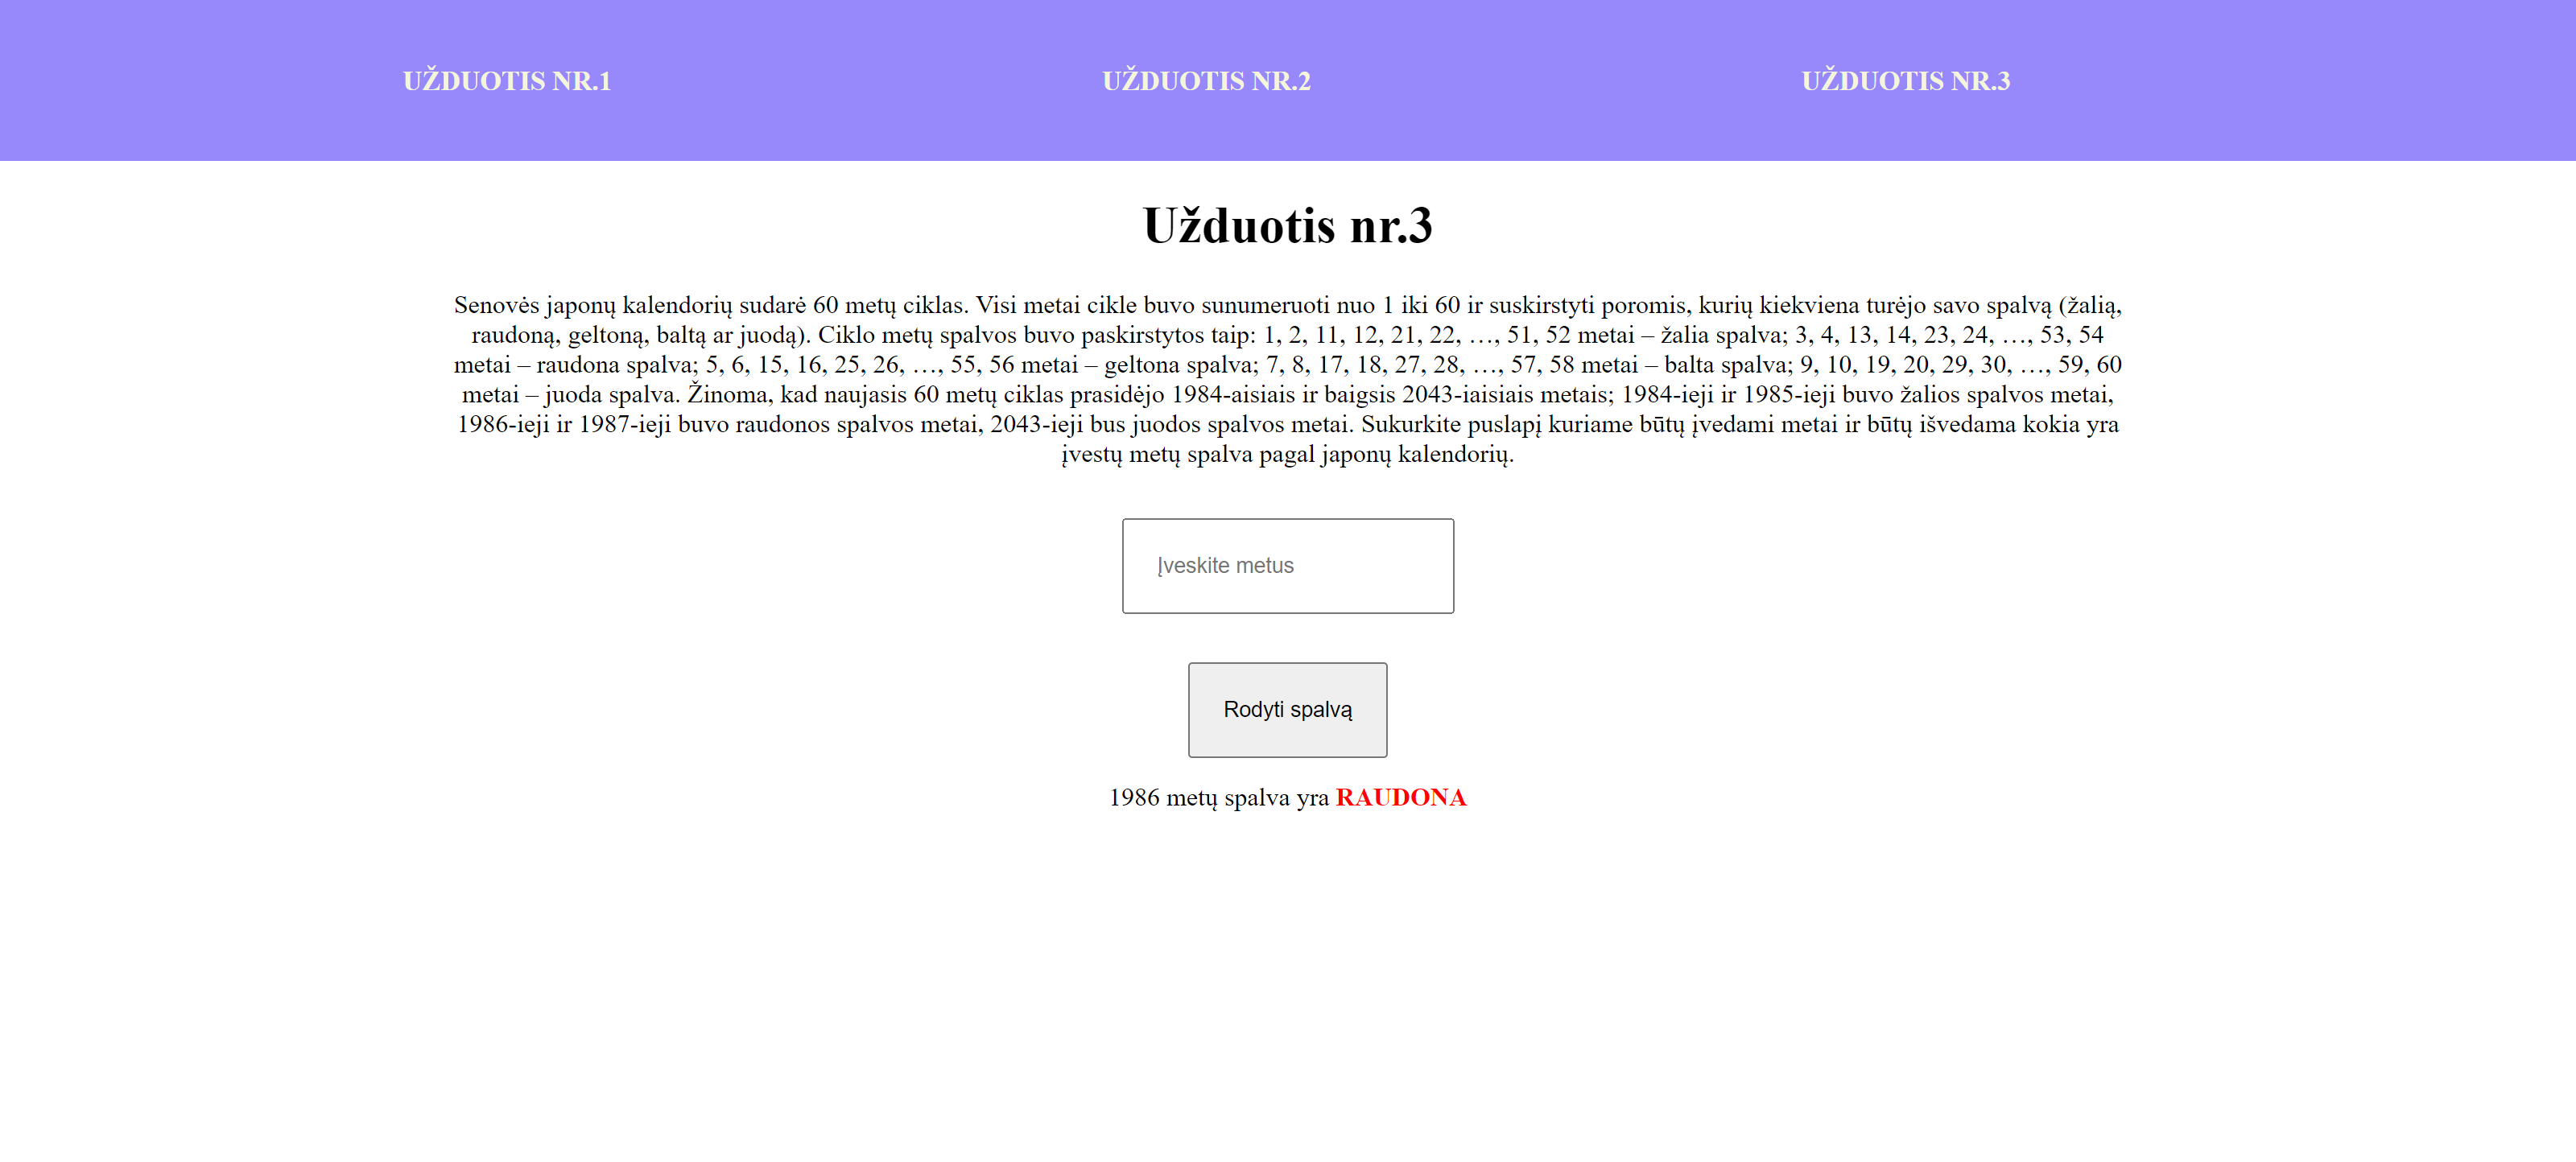 UŽDUOTIS NR.1 UŽDUOTIS NR.2 UŽDUOTIS NR.3
Užduotis nr.3
Senovės japonų kalendorių sudarė 60 metų ciklas. Visi metai cikle buvo sunumeruoti nuo 1 iki 60 ir suskirstyti poromis, kurių kiekviena turėjo savo spalvą (žalią,
raudoną, geltoną, baltą ar juodą). Ciklo metų spalvos buvo paskirstytos taip: 1, 2, 11, 12, 21, 22, …, 51, 52 metai – žalia spalva; 3, 4, 13, 14, 23, 24, …, 53, 54
metai – raudona spalva; 5, 6, 15, 16, 25, 26, …, 55, 56 metai – geltona spalva; 7, 8, 17, 18, 27, 28, …, 57, 58 metai – balta spalva; 9, 10, 19, 20, 29, 30, …, 59, 60
metai – juoda spalva. Žinoma, kad naujasis 60 metų ciklas prasidėjo 1984-aisiais ir baigsis 2043-iaisiais metais; 1984-ieji ir 1985-ieji buvo žalios spalvos metai,
1986-ieji ir 1987-ieji buvo raudonos spalvos metai, 2043-ieji bus juodos spalvos metai. Sukurkite puslapį kuriame būtų įvedami metai ir būtų išvedama kokia yra
įvestų metų spalva pagal japonų kalendorių.
Įveskite metus
Rodyti spalvą
1986 metų spalva yra RAUDONA